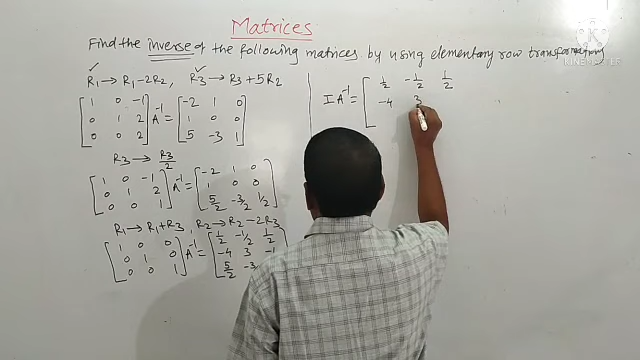 Matrices
Find the inverse of the following matrices by using elementary row transformations
R₁ → R₁-2R₂, R₃ → R₃+5R₂
[1 0 -1
0 1 2
0 0 2] A⁻¹ = [-2 1 0
1 0 0
5 -3 1]
R₃ → R₃/2
[1 0 -1
0 1 2
0 0 1] A⁻¹ = [-2 1 0
1 0 0
5/2 -3/2 1/2]
R₁ → R₁+R₃, R₂ → R₂-2R₃
[1 0 0
0 1 0
0 0 1] A⁻¹ = [1/2 -1/2 1/2
-4 3 -1
5/2 -3
I A⁻¹ = [1/2 -1/2 1/2
-4 3
KINEMASTER